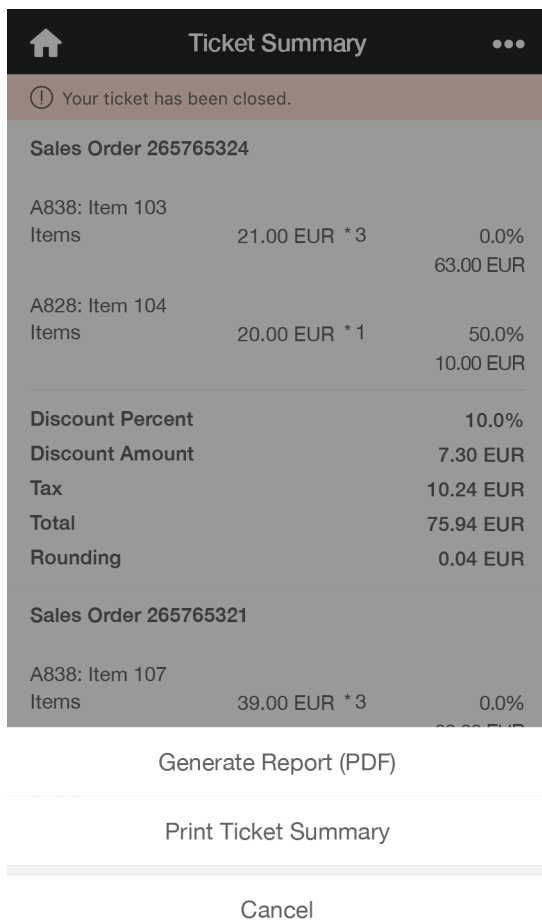 Ticket Summary
Your ticket has been closed.
Sales Order 265765324
A838: Item 103
Items 21.00 EUR * 3 0.0%
63.00 EUR
A828: Item 104
Items 20.00 EUR * 1 50.0%
10.00 EUR
Discount Percent 10.0%
Discount Amount 7.30 EUR
Tax 10.24 EUR
Total 75.94 EUR
Rounding 0.04 EUR
Sales Order 265765321
A838: Item 107
Items 39.00 EUR * 3 0.0%
Generate Report (PDF)
Print Ticket Summary
Cancel